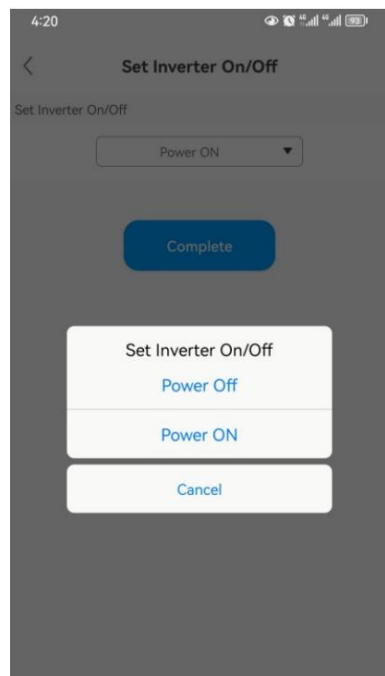 4:20
93
Set Inverter On/Off
Set Inverter On/Off
Power ON
Complete
Set Inverter On/Off
Power Off
Power ON
Cancel